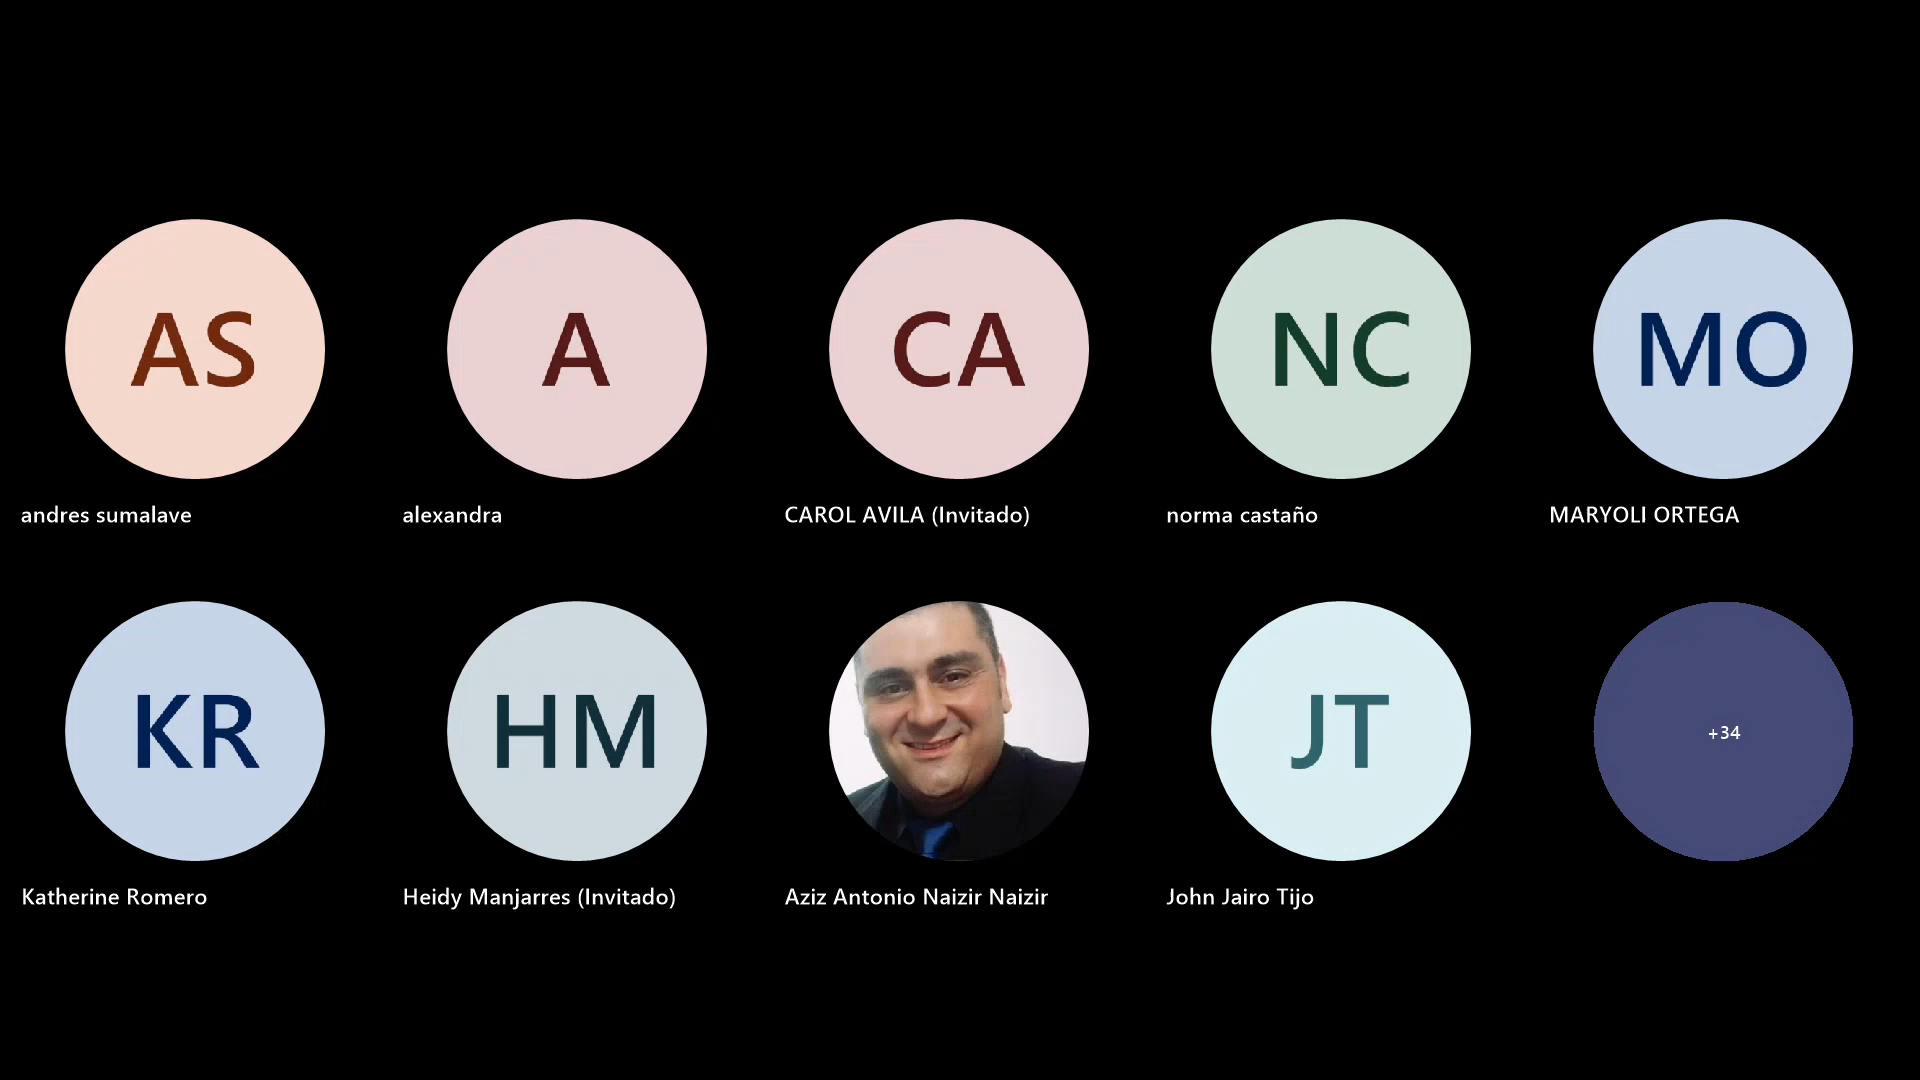 AS
A
CA
NC
MO
andres sumalave
alexandra
CAROL AVILA (Invitado)
norma castaño
MARYOLI ORTEGA
KR
HM
JT
+34
Katherine Romero
Heidy Manjarres (Invitado)
Aziz Antonio Naizir Naizir
John Jairo Tijo